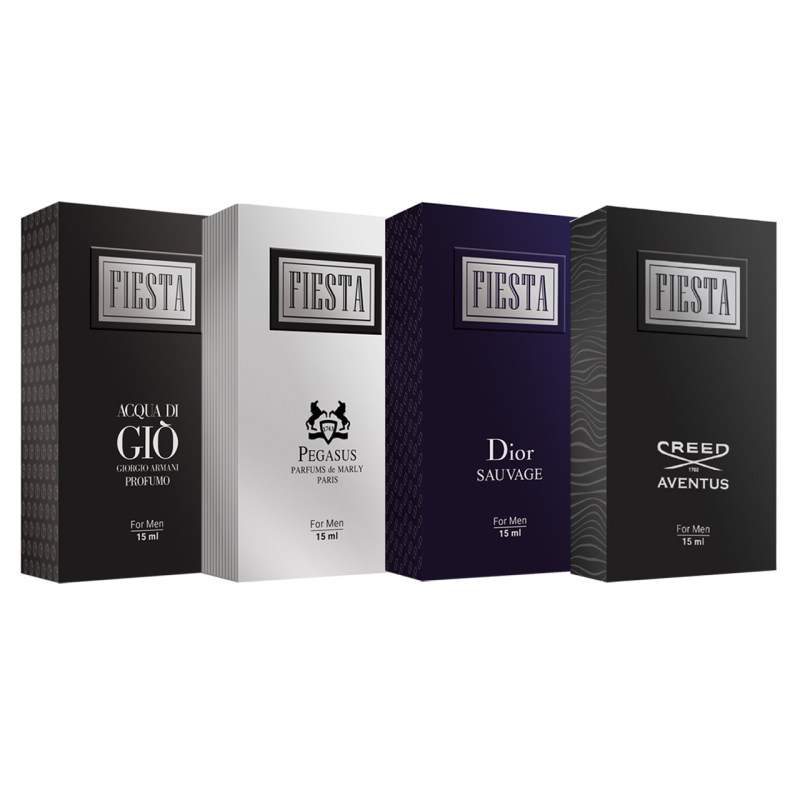 FIESTA
ACQUA DI
GIÒ
GIORGIO ARMANI
PROFUMO
For Men
15 ml
FIESTA
1743
PEGASUS
PARFUMS de MARLY
PARIS
For Men
15 ml
FIESTA
Dior
SAUVAGE
For Men
15 ml
FIESTA
CREED
1760
AVENTUS
For Men
15 ml